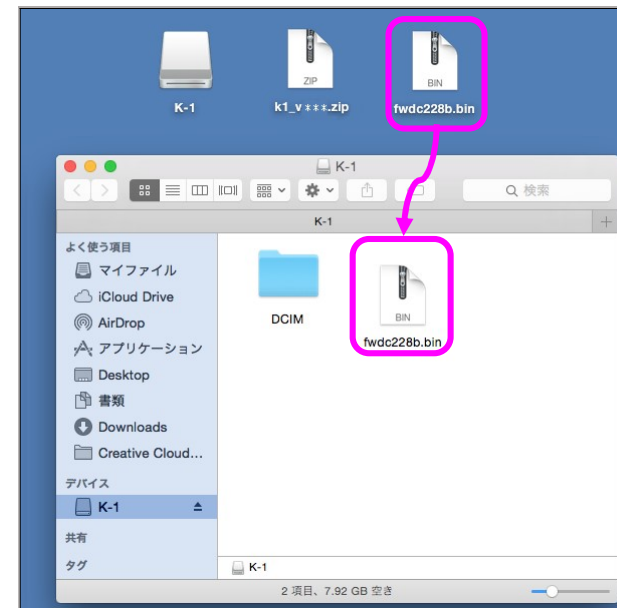 ZIP
BIN
K-1
k1_v***.zip
fwdc228b.bin
K-1
検索
K-1
よく使う項目
マイファイル
iCloud Drive
AirDrop
アプリケーション
Desktop
書類
Downloads
Creative Cloud...
デバイス
K-1
共有
タグ
DCIM
BIN
fwdc228b.bin
K-1
2 項目、7.92 GB 空き